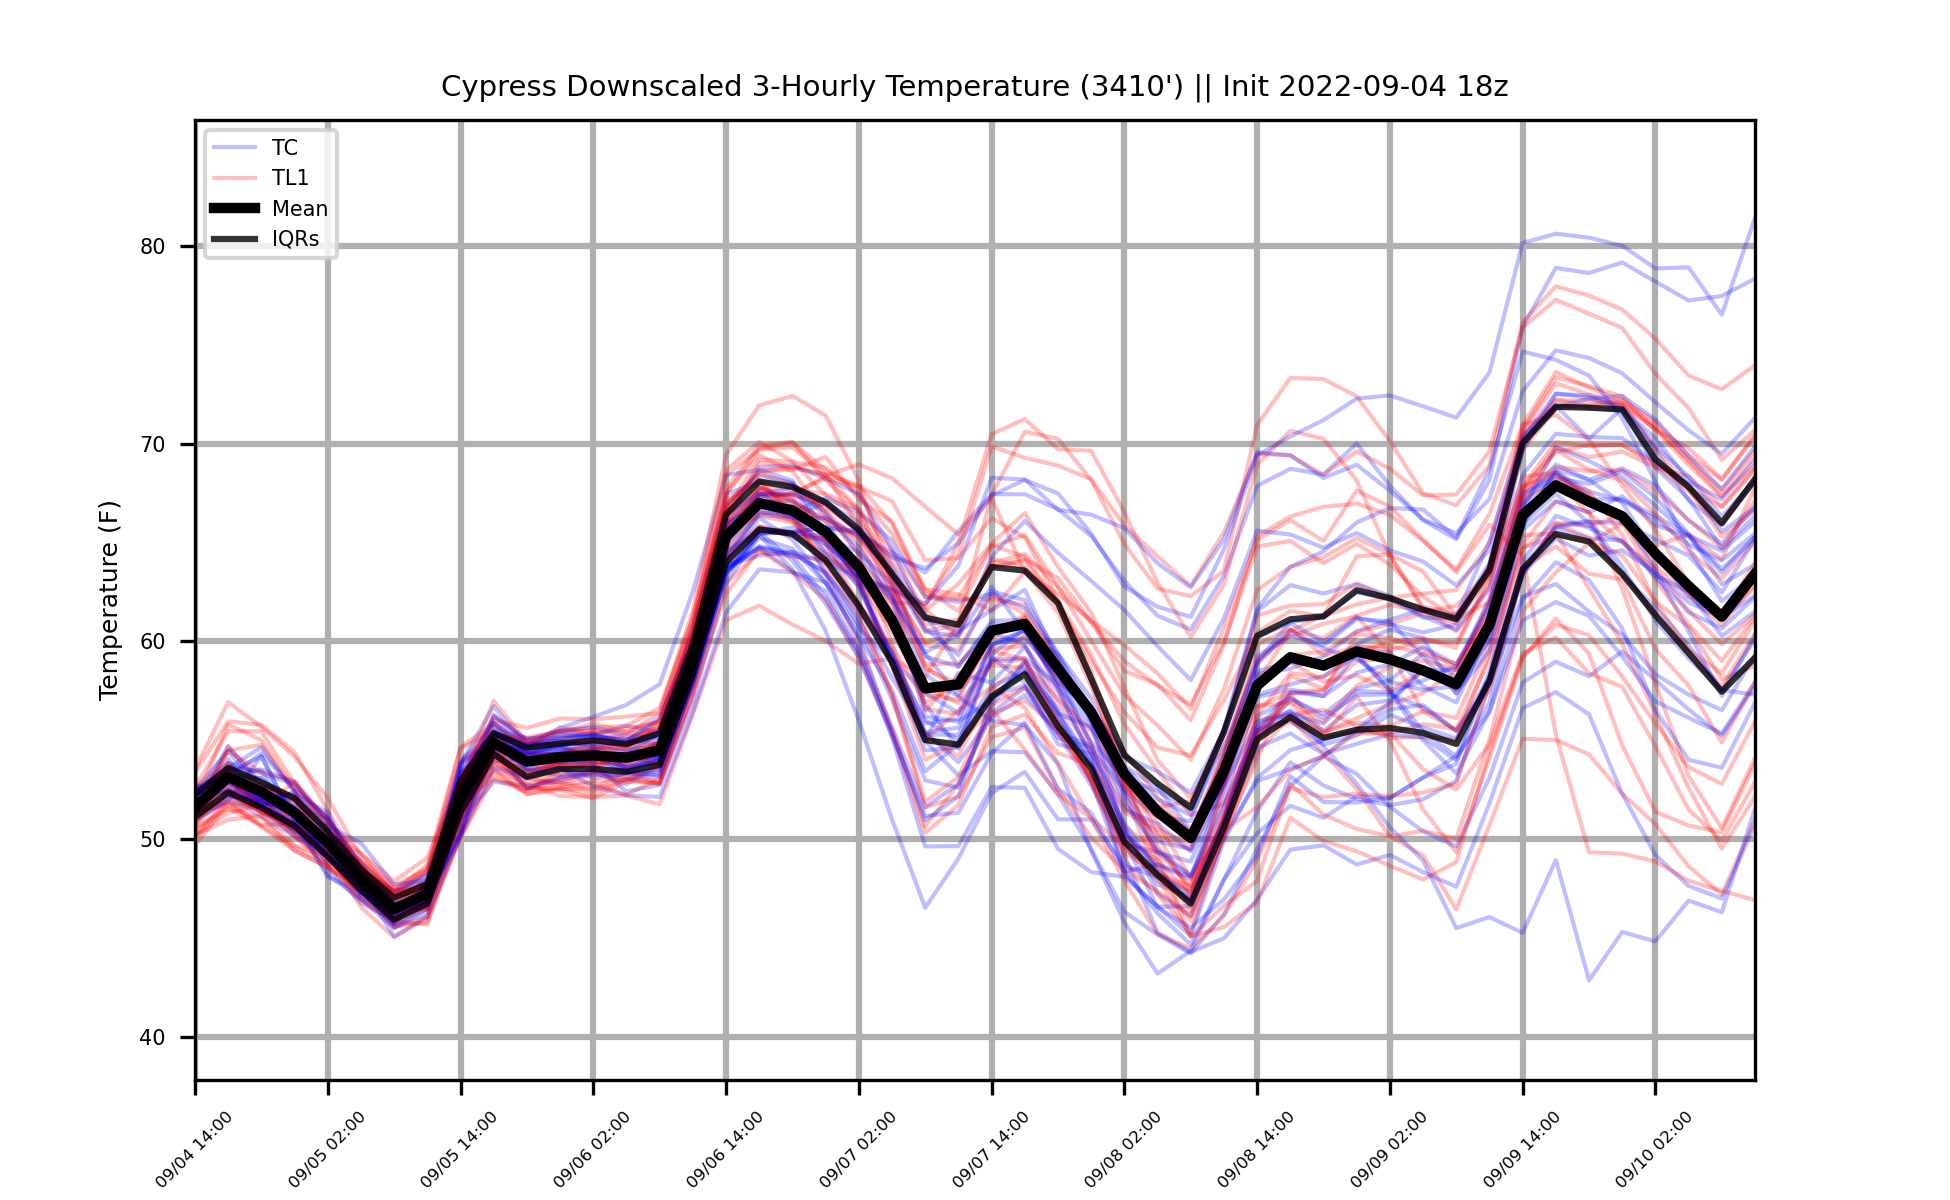 Cypress Downscaled 3-Hourly Temperature (3410') || Init 2022-09-04 18z
TC
TL1
Mean
IQRs
Temperature (F)
80
70
60
50
40
09/04 14:00
09/05 02:00
09/05 14:00
09/06 02:00
09/06 14:00
09/07 02:00
09/07 14:00
09/08 02:00
09/08 14:00
09/09 02:00
09/09 14:00
09/10 02:00